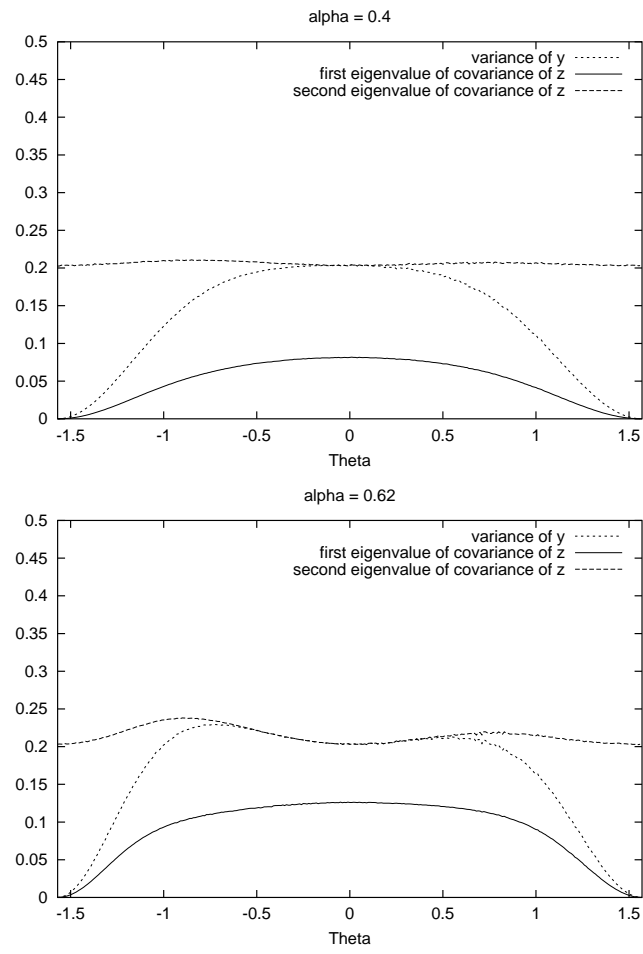 alpha = 0.4
0.5
0.45
0.4
0.35
0.3
0.25
0.2
0.15
0.1
0.05
0
variance of y
first eigenvalue of covariance of z
second eigenvalue of covariance of z
-1.5 -1 -0.5 0 0.5 1 1.5
Theta
alpha = 0.62
0.5
0.45
0.4
0.35
0.3
0.25
0.2
0.15
0.1
0.05
0
variance of y
first eigenvalue of covariance of z
second eigenvalue of covariance of z
-1.5 -1 -0.5 0 0.5 1 1.5
Theta